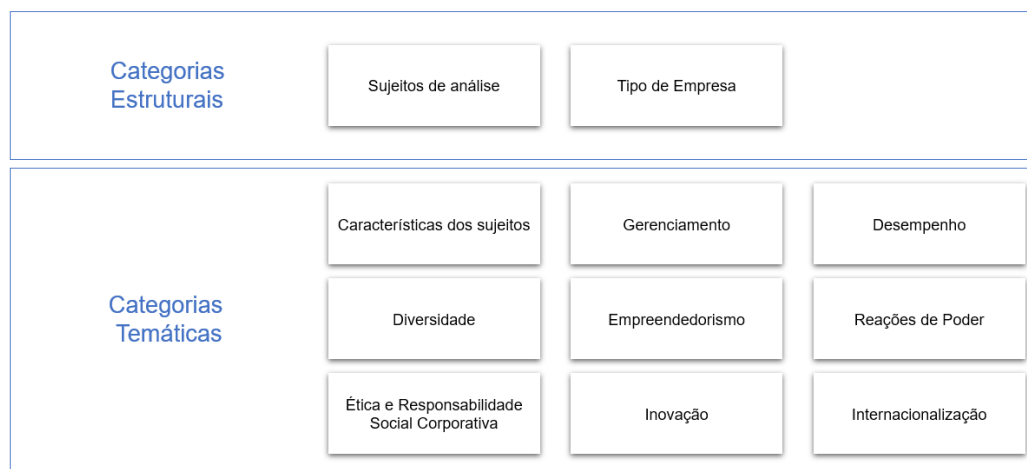 Categorias
Estruturais
Sujeitos de análise
Tipo de Empresa
Categorias
Temáticas
Características dos sujeitos
Gerenciamento
Desempenho
Diversidade
Empreendedorismo
Reações de Poder
Ética e Responsabilidade
Social Corporativa
Inovação
Internacionalização